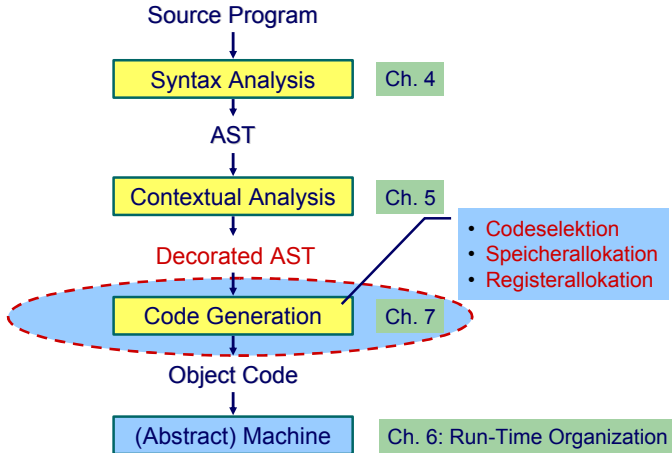 Source Program
Syntax Analysis
Ch. 4
AST
Contextual Analysis
Ch. 5
Decorated AST
• Codeselektion
• Speicherallokation
• Registerallokation
Code Generation
Ch. 7
Object Code
(Abstract) Machine
Ch. 6: Run-Time Organization